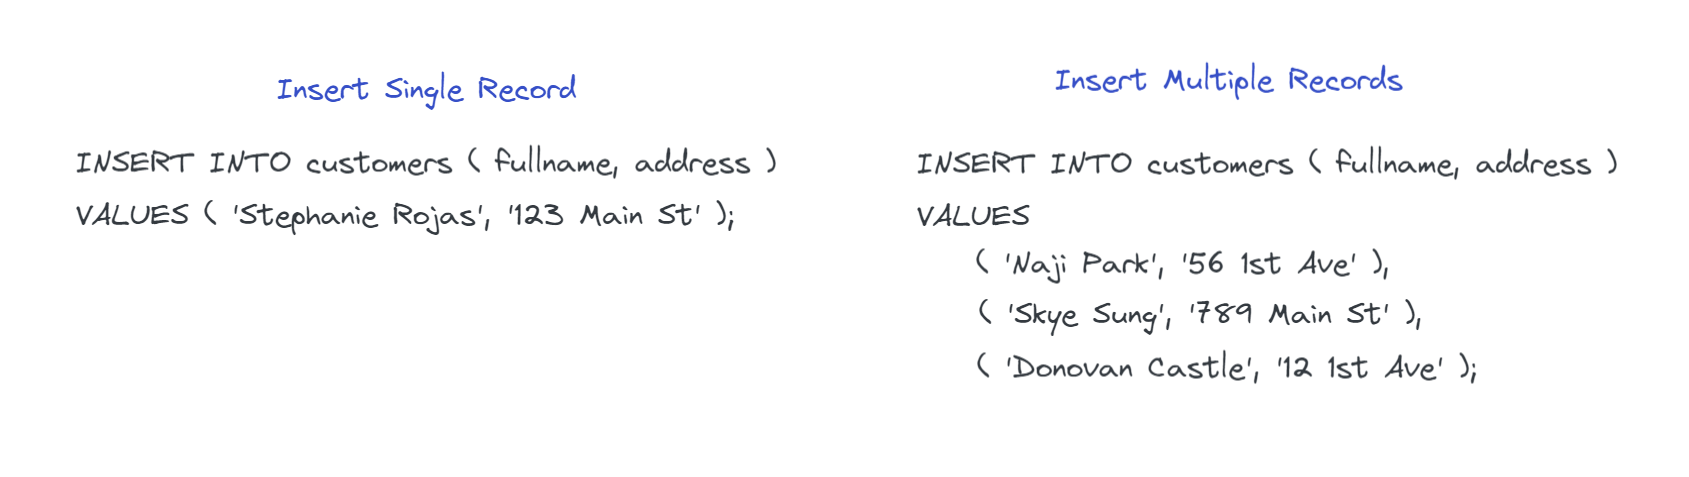 Insert Single Record
INSERT INTO customers ( fullname, address )
VALUES ( 'Stephanie Rojas', '123 Main St' );
Insert Multiple Records
INSERT INTO customers ( fullname, address )
VALUES
( 'Naji Park', '56 1st Ave' ),
( 'Skye Sung', '789 Main St' ),
( 'Donovan Castle', '12 1st Ave' );